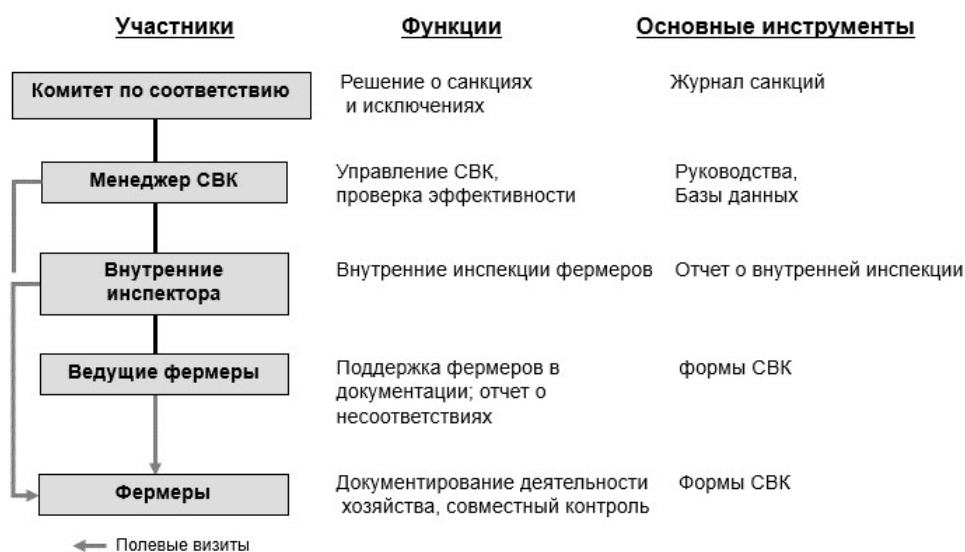 Участники Функции Основные инструменты
Комитет по соответствию
Решение о санкциях
и исключениях
Журнал санкций
Менеджер СВК
Управление СВК,
проверка эффективности
Руководства,
Базы данных
Внутренние
инспектора
Внутренние инспекции фермеров
Отчет о внутренней инспекции
Ведущие фермеры
Поддержка фермеров в
документации; отчет о
несоответствиях
формы СВК
Фермеры
Документирование деятельности
хозяйства, совместный контроль
Формы СВК
Полевые визиты